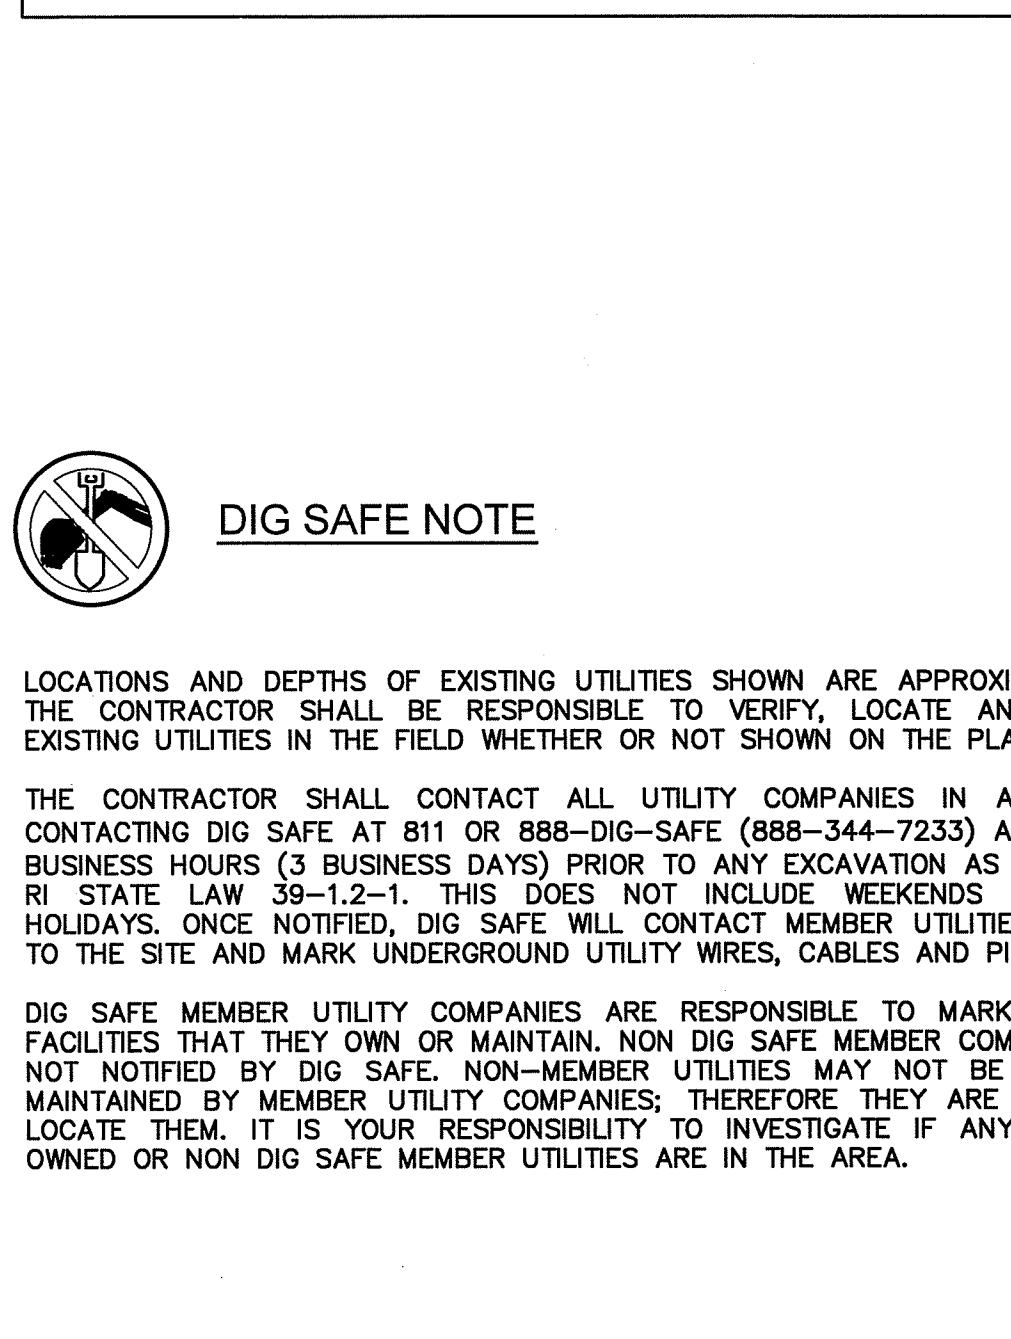 DIG SAFE NOTE
LOCATIONS AND DEPTHS OF EXISTING UTILITIES SHOWN ARE APPROXI
THE CONTRACTOR SHALL BE RESPONSIBLE TO VERIFY, LOCATE AN
EXISTING UTILITIES IN THE FIELD WHETHER OR NOT SHOWN ON THE PLA
THE CONTRACTOR SHALL CONTACT ALL UTILITY COMPANIES IN A
CONTACTING DIG SAFE AT 811 OR 888–DIG–SAFE (888–344–7233) A
BUSINESS HOURS (3 BUSINESS DAYS) PRIOR TO ANY EXCAVATION AS
RI STATE LAW 39–1.2–1. THIS DOES NOT INCLUDE WEEKENDS
HOLIDAYS. ONCE NOTIFIED, DIG SAFE WILL CONTACT MEMBER UTILITIE
TO THE SITE AND MARK UNDERGROUND UTILITY WIRES, CABLES AND PI
DIG SAFE MEMBER UTILITY COMPANIES ARE RESPONSIBLE TO MARK
FACILITIES THAT THEY OWN OR MAINTAIN. NON DIG SAFE MEMBER COM
NOT NOTIFIED BY DIG SAFE. NON–MEMBER UTILITIES MAY NOT BE
MAINTAINED BY MEMBER UTILITY COMPANIES; THEREFORE THEY ARE
LOCATE THEM. IT IS YOUR RESPONSIBILITY TO INVESTIGATE IF ANY
OWNED OR NON DIG SAFE MEMBER UTILITIES ARE IN THE AREA.